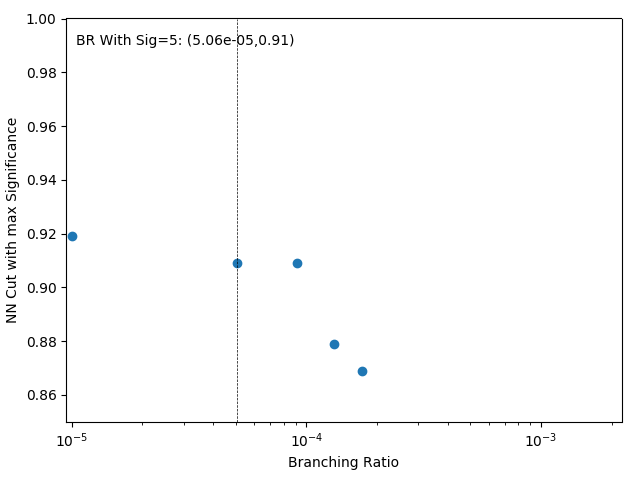 1.00
BR With Sig=5: (5.06e-05,0.91)
0.98
0.96
0.94
0.92
0.90
0.88
0.86
NN Cut with max Significance
10⁻⁵ 10⁻⁴ 10⁻³
Branching Ratio